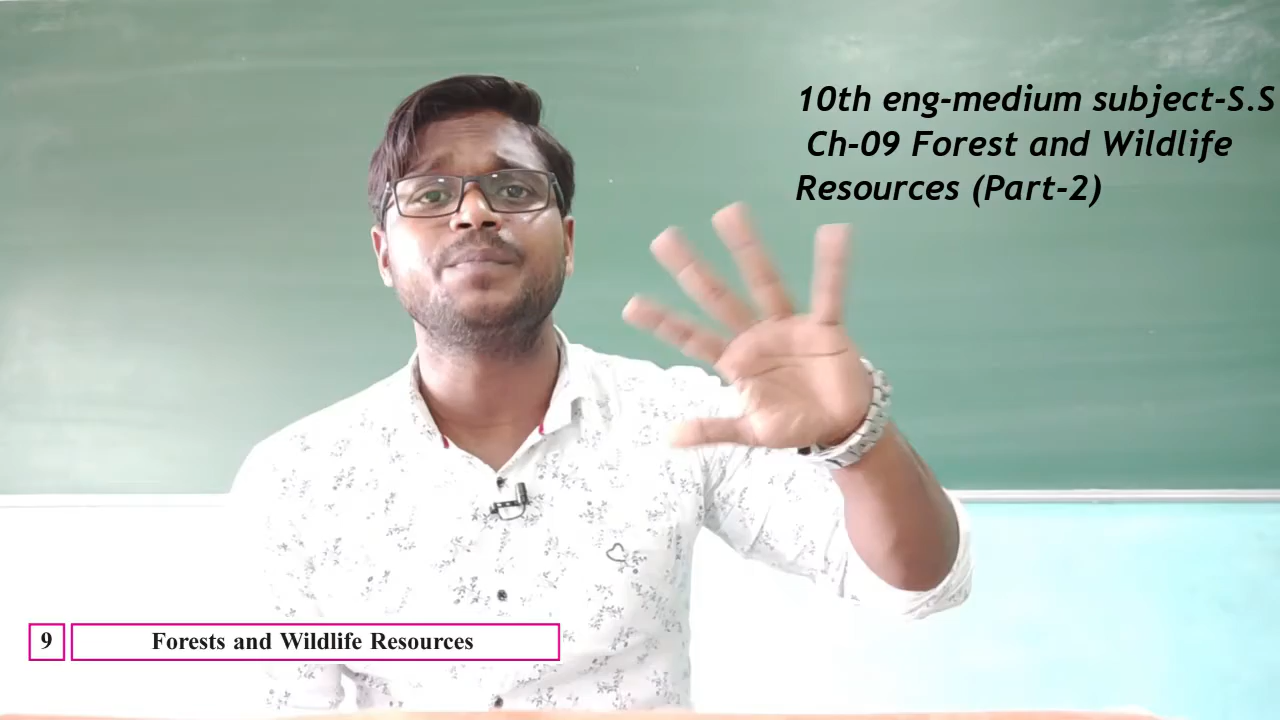 10th eng-medium subject-S.S
Ch-09 Forest and Wildlife
Resources (Part-2)
9 Forests and Wildlife Resources